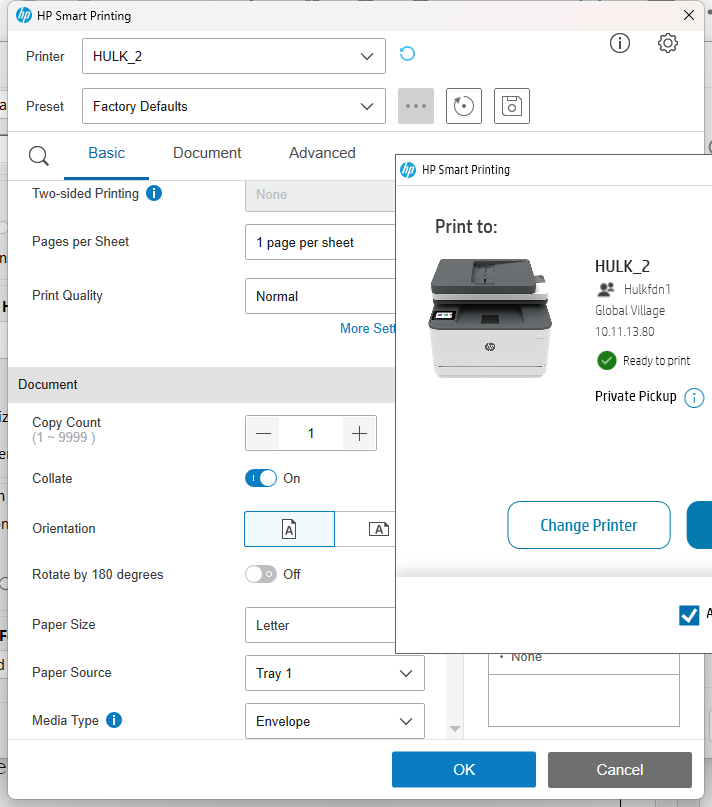 HP Smart Printing
Printer
HULK_2
Preset
Factory Defaults
Basic
Document
Advanced
Two-sided Printing
None
Pages per Sheet
1 page per sheet
Print Quality
Normal
More Sett
Document
Copy Count
(1 ~ 9999 )
1
Collate
On
Orientation
A
A
Rotate by 180 degrees
Off
Paper Size
Letter
Paper Source
Tray 1
Media Type
Envelope
OK
Cancel
HP Smart Printing
Print to:
HULK_2
Hulkfdn1
Global Village
10.11.13.80
Ready to print
Private Pickup
Change Printer
A
• None